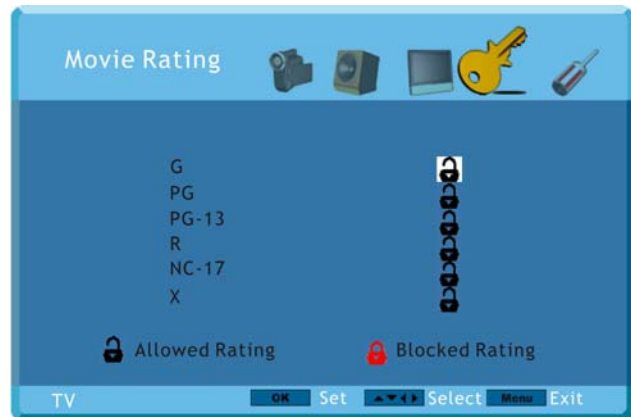 Movie Rating
G
PG
PG-13
R
NC-17
X
Allowed Rating Blocked Rating
TV OK Set Select Menu Exit